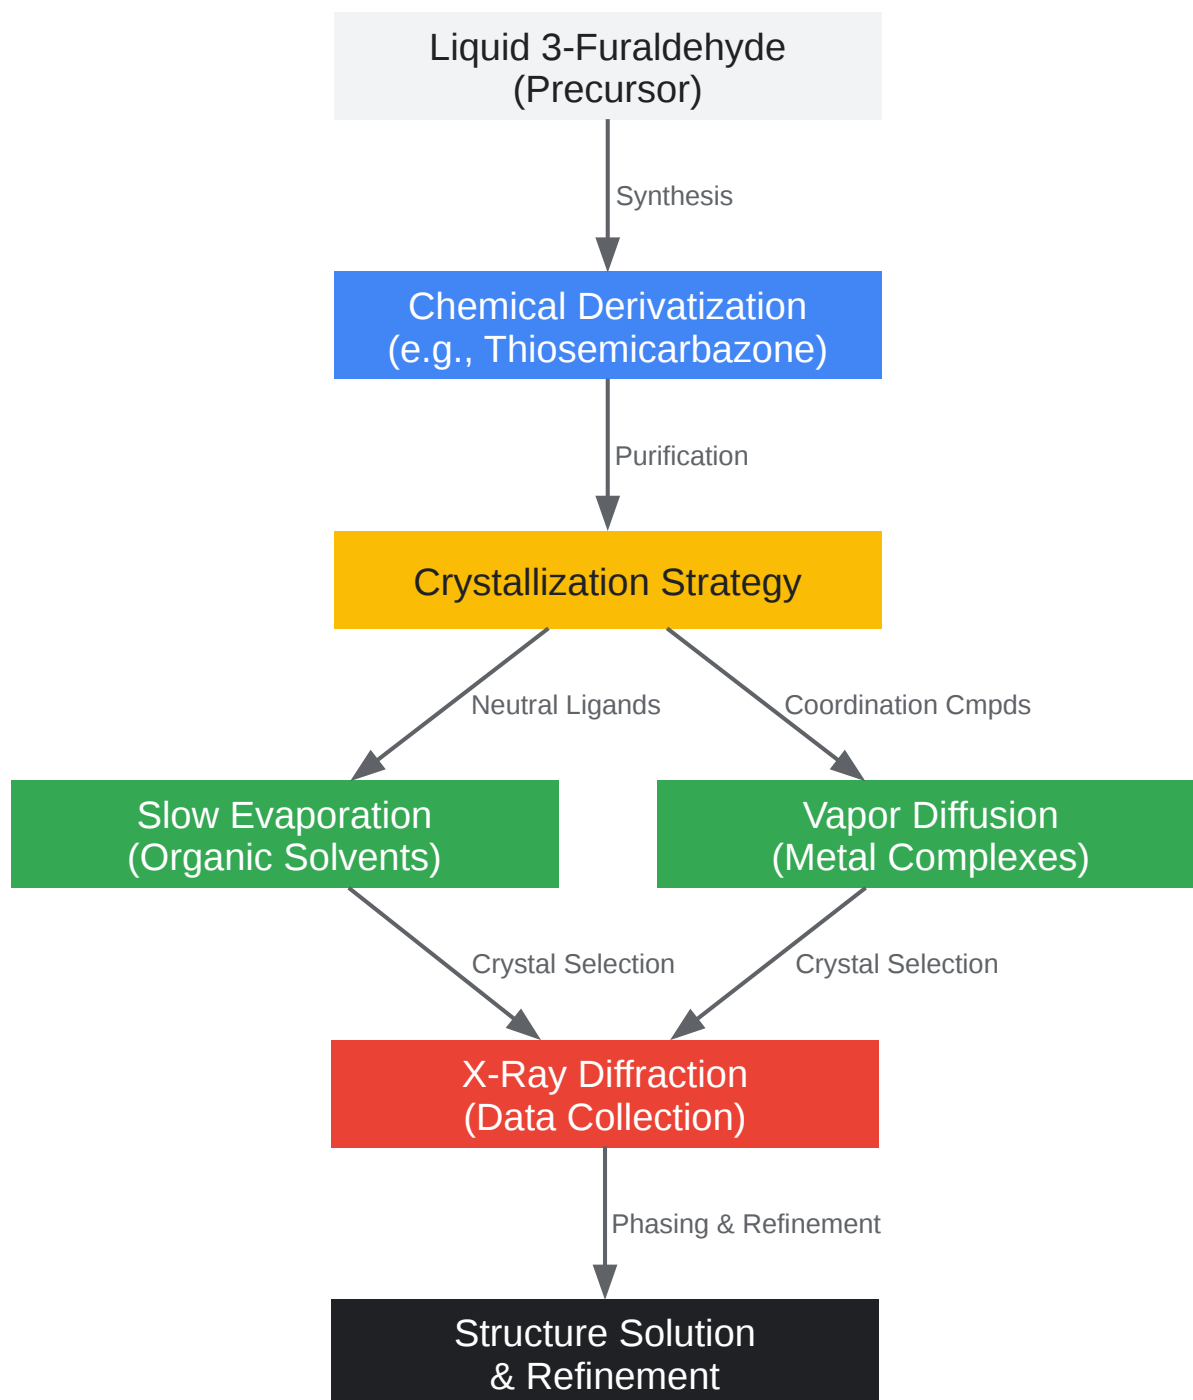 Liquid 3-Furaldehyde
(Precursor)
Synthesis
Chemical Derivatization
(e.g., Thiosemicarbazone)
Purification
Crystallization Strategy
Neutral Ligands
Coordination Cmpds
Slow Evaporation
(Organic Solvents)
Vapor Diffusion
(Metal Complexes)
Crystal Selection
Crystal Selection
X-Ray Diffraction
(Data Collection)
Phasing & Refinement
Structure Solution
& Refinement